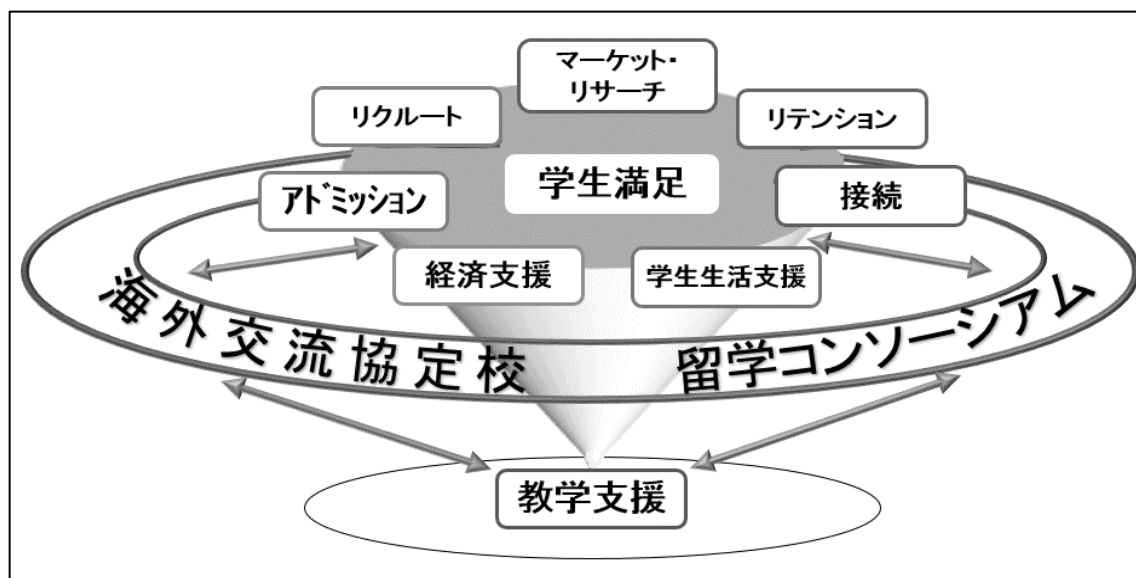 マーケット・
リサーチ
リクルート
リテンション
学生満足
アドミッション
接続
経済支援
学生生活支援
海外交流協定校
留学コンソーシアム
教学支援